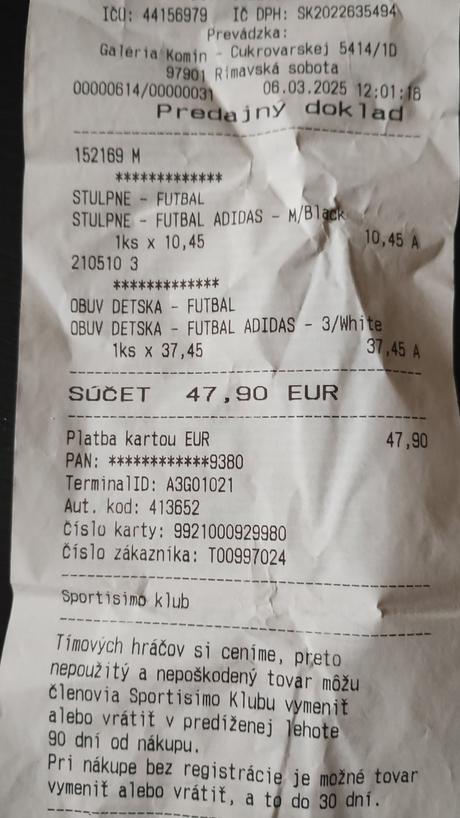 IČO: 44156979 IČ DPH: SK2022635494
Prevádzka:
Galéria Komín - Cukrovarskej 5414/1D
97901 Rimavská sobota
00000614/00000031 06.03.2025 12:01:18
Predajný doklad
152169 M
*************
STULPNE - FUTBAL
STULPNE - FUTBAL ADIDAS - M/Black
1ks x 10,45 10,45 A
210510 3
*************
OBUV DETSKA - FUTBAL
OBUV DETSKA - FUTBAL ADIDAS - 3/White
1ks x 37,45 37,45 A
SÚČET 47,90 EUR
Platba kartou EUR 47,90
PAN: ************9380
TerminalID: A3G01021
Aut. kod: 413652
Číslo karty: 9921000929980
Číslo zákazníka: T00997024
Sportisimo klub
Tímových hráčov si ceníme, preto
nepoužitý a nepoškodený tovar môžu
členovia Sportisimo Klubu vymeniť
alebo vrátiť v predĺženej lehote
90 dní od nákupu.
Pri nákupe bez registrácie je možné tovar
vymeniť alebo vrátiť, a to do 30 dní.